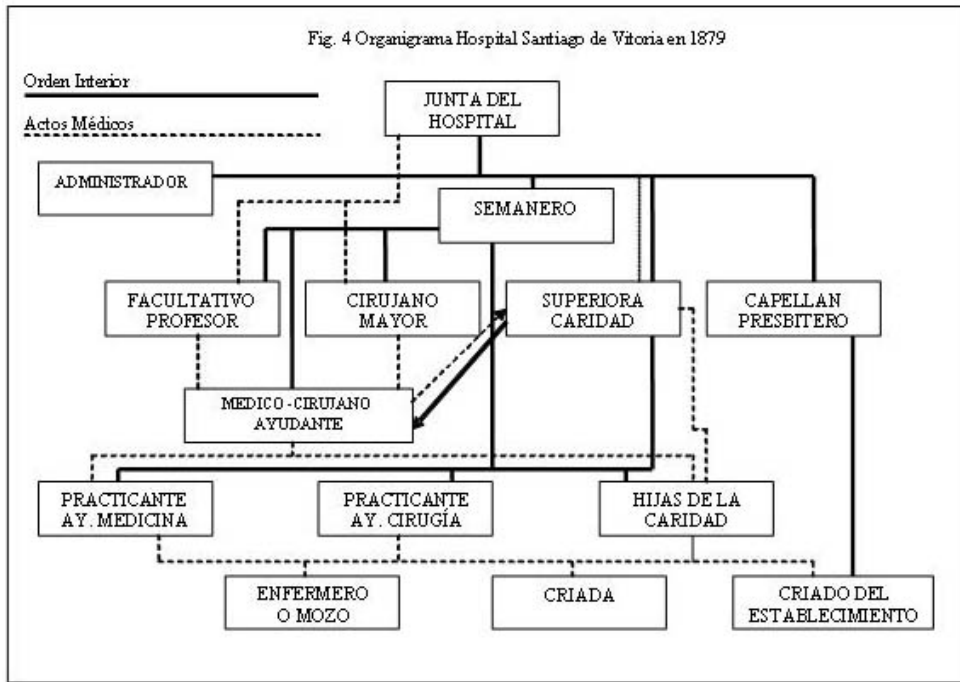 Fig. 4 Organigrama Hospital Santiago de Vitoria en 1879
Orden Interior
Actos Médicos
JUNTA DEL
HOSPITAL
ADMINISTRADOR
SEMANERO
FACULTATIVO
PROFESOR
CIRUJANO
MAYOR
SUPERIORA
CARIDAD
CAPELLAN
PRESBITERO
MEDICO-CIRUJANO
AYUDANTE
PRACTICANTE
AY. MEDICINA
PRACTICANTE
AY. CIRUGÍA
HIJAS DE LA
CARIDAD
ENFERMERO
O MOZO
CRIADA
CRIADO DEL
ESTABLECIMIENTO